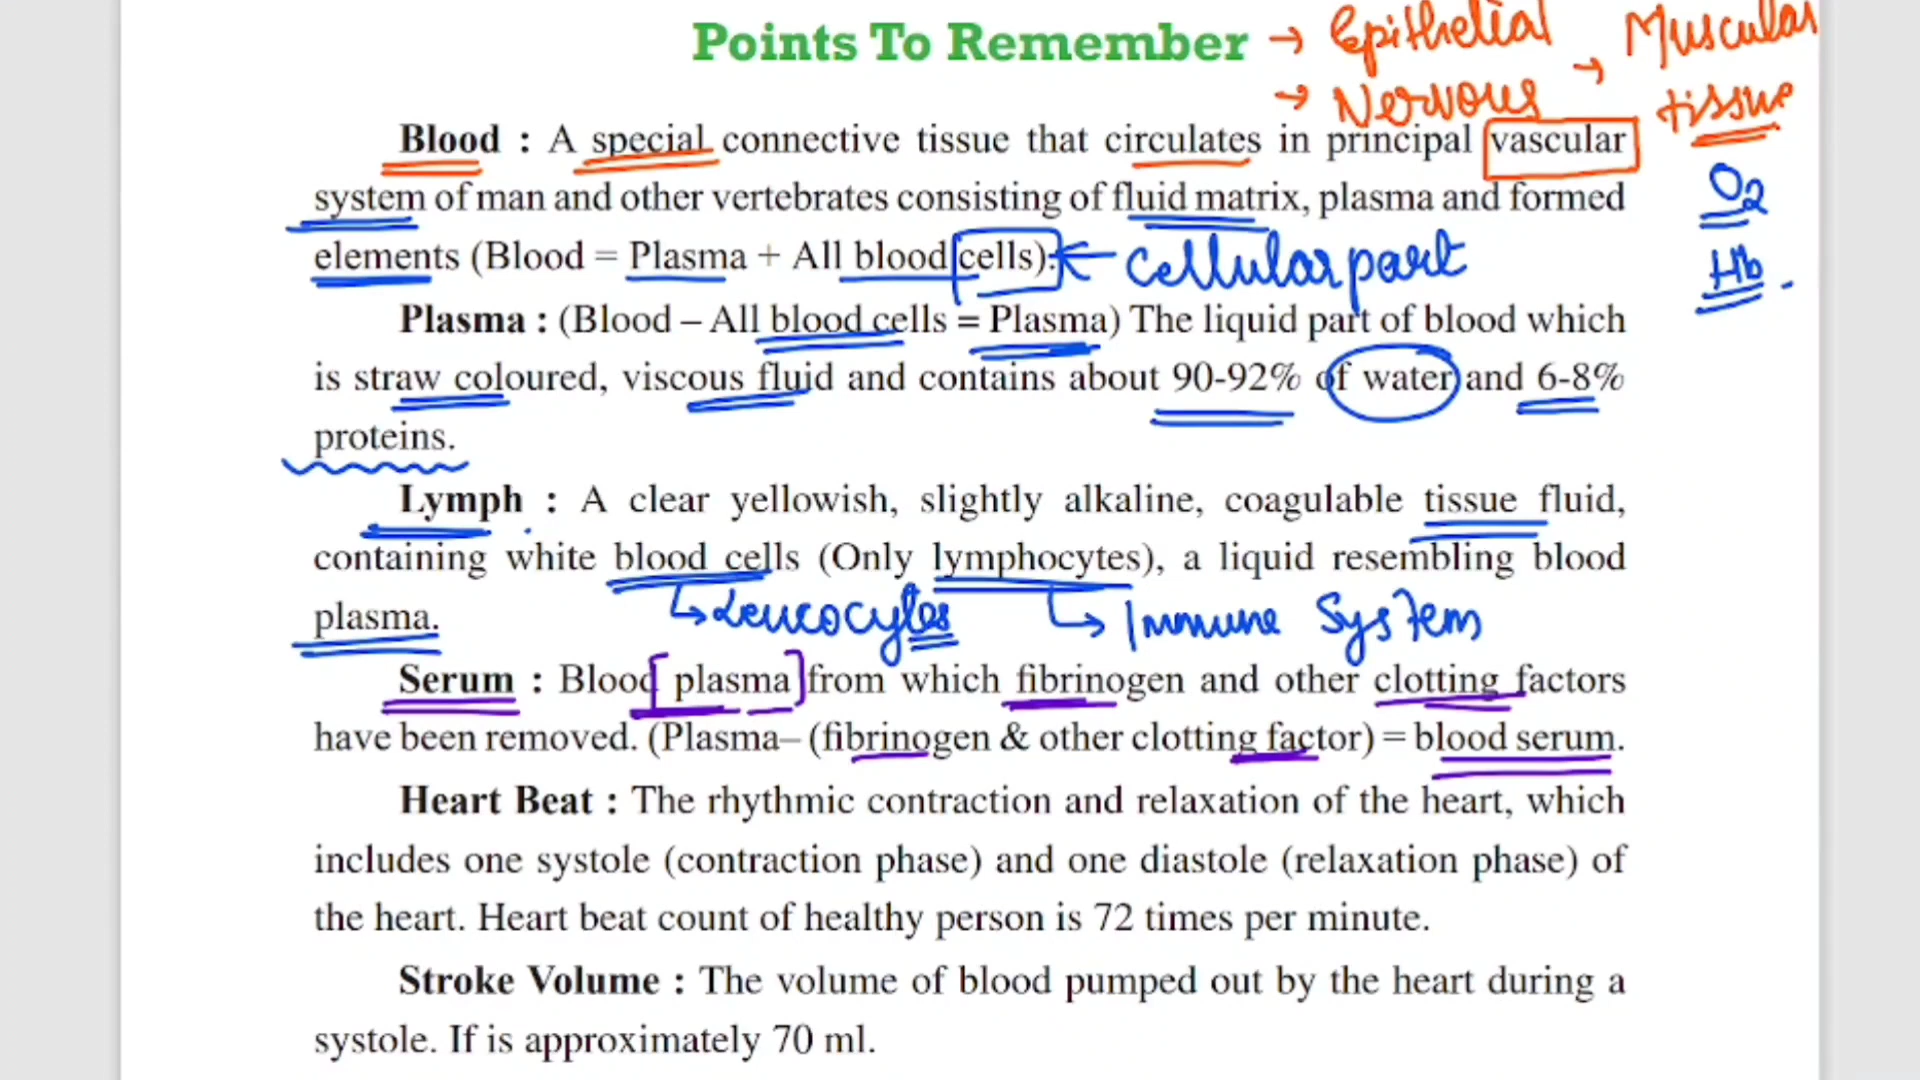 Points To Remember → Epithelial → Muscular
→ Nervous tissue
Blood : A special connective tissue that circulates in principal vascular
system of man and other vertebrates consisting of fluid matrix, plasma and formed
O2
elements (Blood = Plasma + All blood cells). ← Cellular part
Hb.
Plasma : (Blood – All blood cells = Plasma) The liquid part of blood which
is straw coloured, viscous fluid and contains about 90-92% of water and 6-8%
proteins.
Lymph : A clear yellowish, slightly alkaline, coagulable tissue fluid,
containing white blood cells (Only lymphocytes), a liquid resembling blood
plasma. ↳ Leucocytes ↳ Immune System
Serum : Blood [plasma] from which fibrinogen and other clotting factors
have been removed. (Plasma– (fibrinogen & other clotting factor) = blood serum.
Heart Beat : The rhythmic contraction and relaxation of the heart, which
includes one systole (contraction phase) and one diastole (relaxation phase) of
the heart. Heart beat count of healthy person is 72 times per minute.
Stroke Volume : The volume of blood pumped out by the heart during a
systole. If is approximately 70 ml.